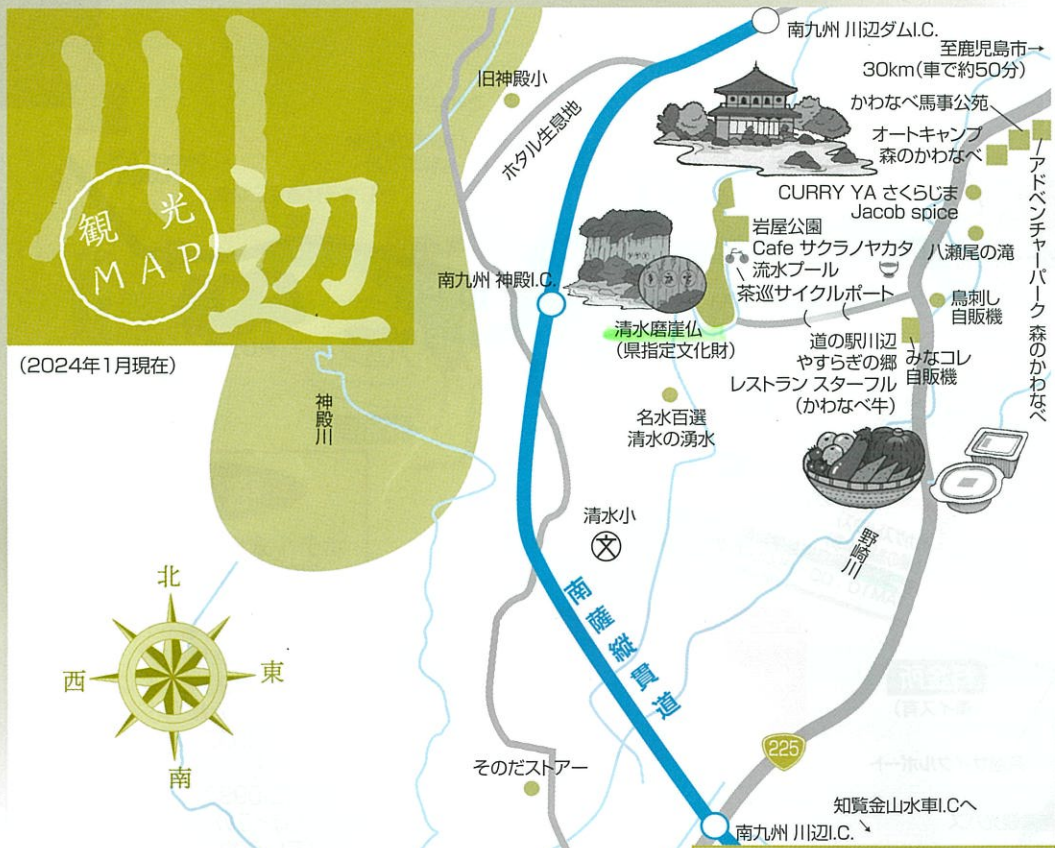 川辺
観光
MAP
(2024年1月現在)
南九州 川辺ダムI.C.
至鹿児島市→
30km(車で約50分)
旧神殿小
ホタル生息地
かわなべ馬事公苑
オートキャンプ
森のかわなべ
アドベンチャーパーク 森のかわなべ
CURRY YA さくらじま
Jacob spice
八瀬尾の滝
岩屋公園
Cafe サクラノヤカタ
流水プール
茶巡サイクルポート
南九州 神殿I.C.
清水磨崖仏
(県指定文化財)
鳥刺し
自販機
道の駅川辺
やすらぎの郷
レストラン スターフル
(かわなべ牛)
みなコレ
自販機
神殿川
名水百選
清水の湧水
清水小
文
野崎川
南薩縦貫道
北
西
東
南
225
そのだストアー
知覧金山水車I.Cへ
↘
南九州 川辺I.C.